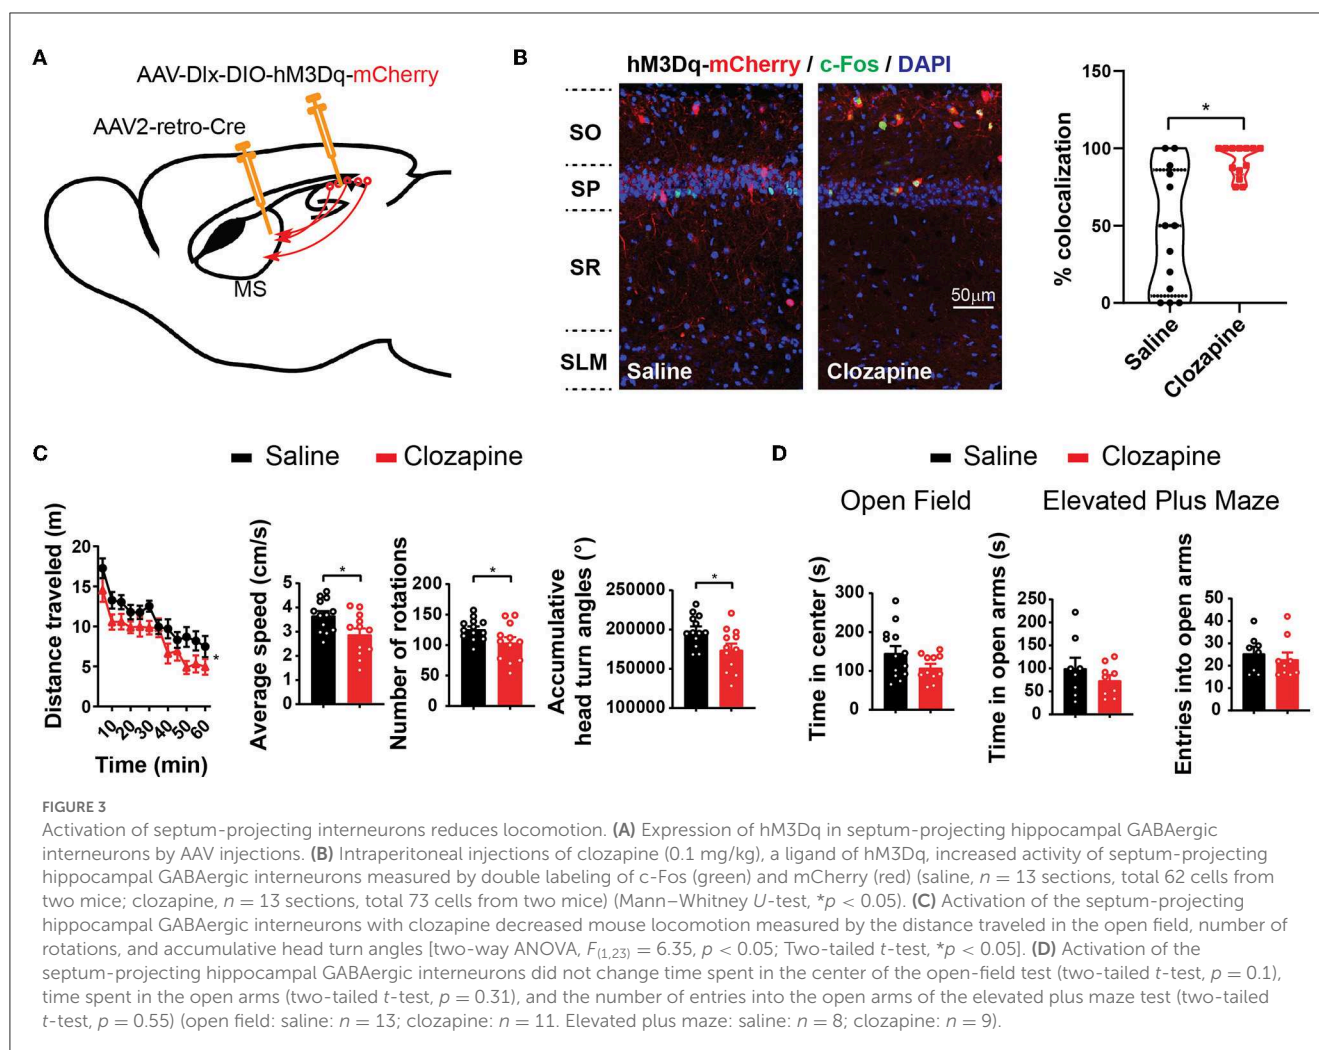 A
AAV-Dlx-DIO-hM3Dq-mCherry
AAV2-retro-Cre
MS
B
hM3Dq-mCherry / c-Fos / DAPI
SO
SP
SR
SLM
50μm
Saline
Clozapine
% colocalization
150
100
50
0
*
Saline
Clozapine
C
Saline
Clozapine
Distance traveled (m)
20
15
10
5
0
*
10 20 30 40 50 60
Time (min)
Average speed (cm/s)
5
4
3
2
1
0
*
Number of rotations
200
150
100
50
0
*
Accumulative
head turn angles (°)
250000
200000
150000
100000
*
D
Saline
Clozapine
Open Field
Elevated Plus Maze
Time in center (s)
300
200
100
0
Time in open arms (s)
250
200
150
100
50
0
Entries into open arms
50
40
30
20
10
0
FIGURE 3
Activation of septum-projecting interneurons reduces locomotion. (A) Expression of hM3Dq in septum-projecting hippocampal GABAergic
interneurons by AAV injections. (B) Intraperitoneal injections of clozapine (0.1 mg/kg), a ligand of hM3Dq, increased activity of septum-projecting
hippocampal GABAergic interneurons measured by double labeling of c-Fos (green) and mCherry (red) (saline, n = 13 sections, total 62 cells from
two mice; clozapine, n = 13 sections, total 73 cells from two mice) (Mann–Whitney U-test, *p < 0.05). (C) Activation of the septum-projecting
hippocampal GABAergic interneurons with clozapine decreased mouse locomotion measured by the distance traveled in the open field, number of
rotations, and accumulative head turn angles [two-way ANOVA, F(1,23) = 6.35, p < 0.05; Two-tailed t-test, *p < 0.05]. (D) Activation of the
septum-projecting hippocampal GABAergic interneurons did not change time spent in the center of the open-field test (two-tailed t-test, p = 0.1),
time spent in the open arms (two-tailed t-test, p = 0.31), and the number of entries into the open arms of the elevated plus maze test (two-tailed
t-test, p = 0.55) (open field: saline: n = 13; clozapine: n = 11. Elevated plus maze: saline: n = 8; clozapine: n = 9).